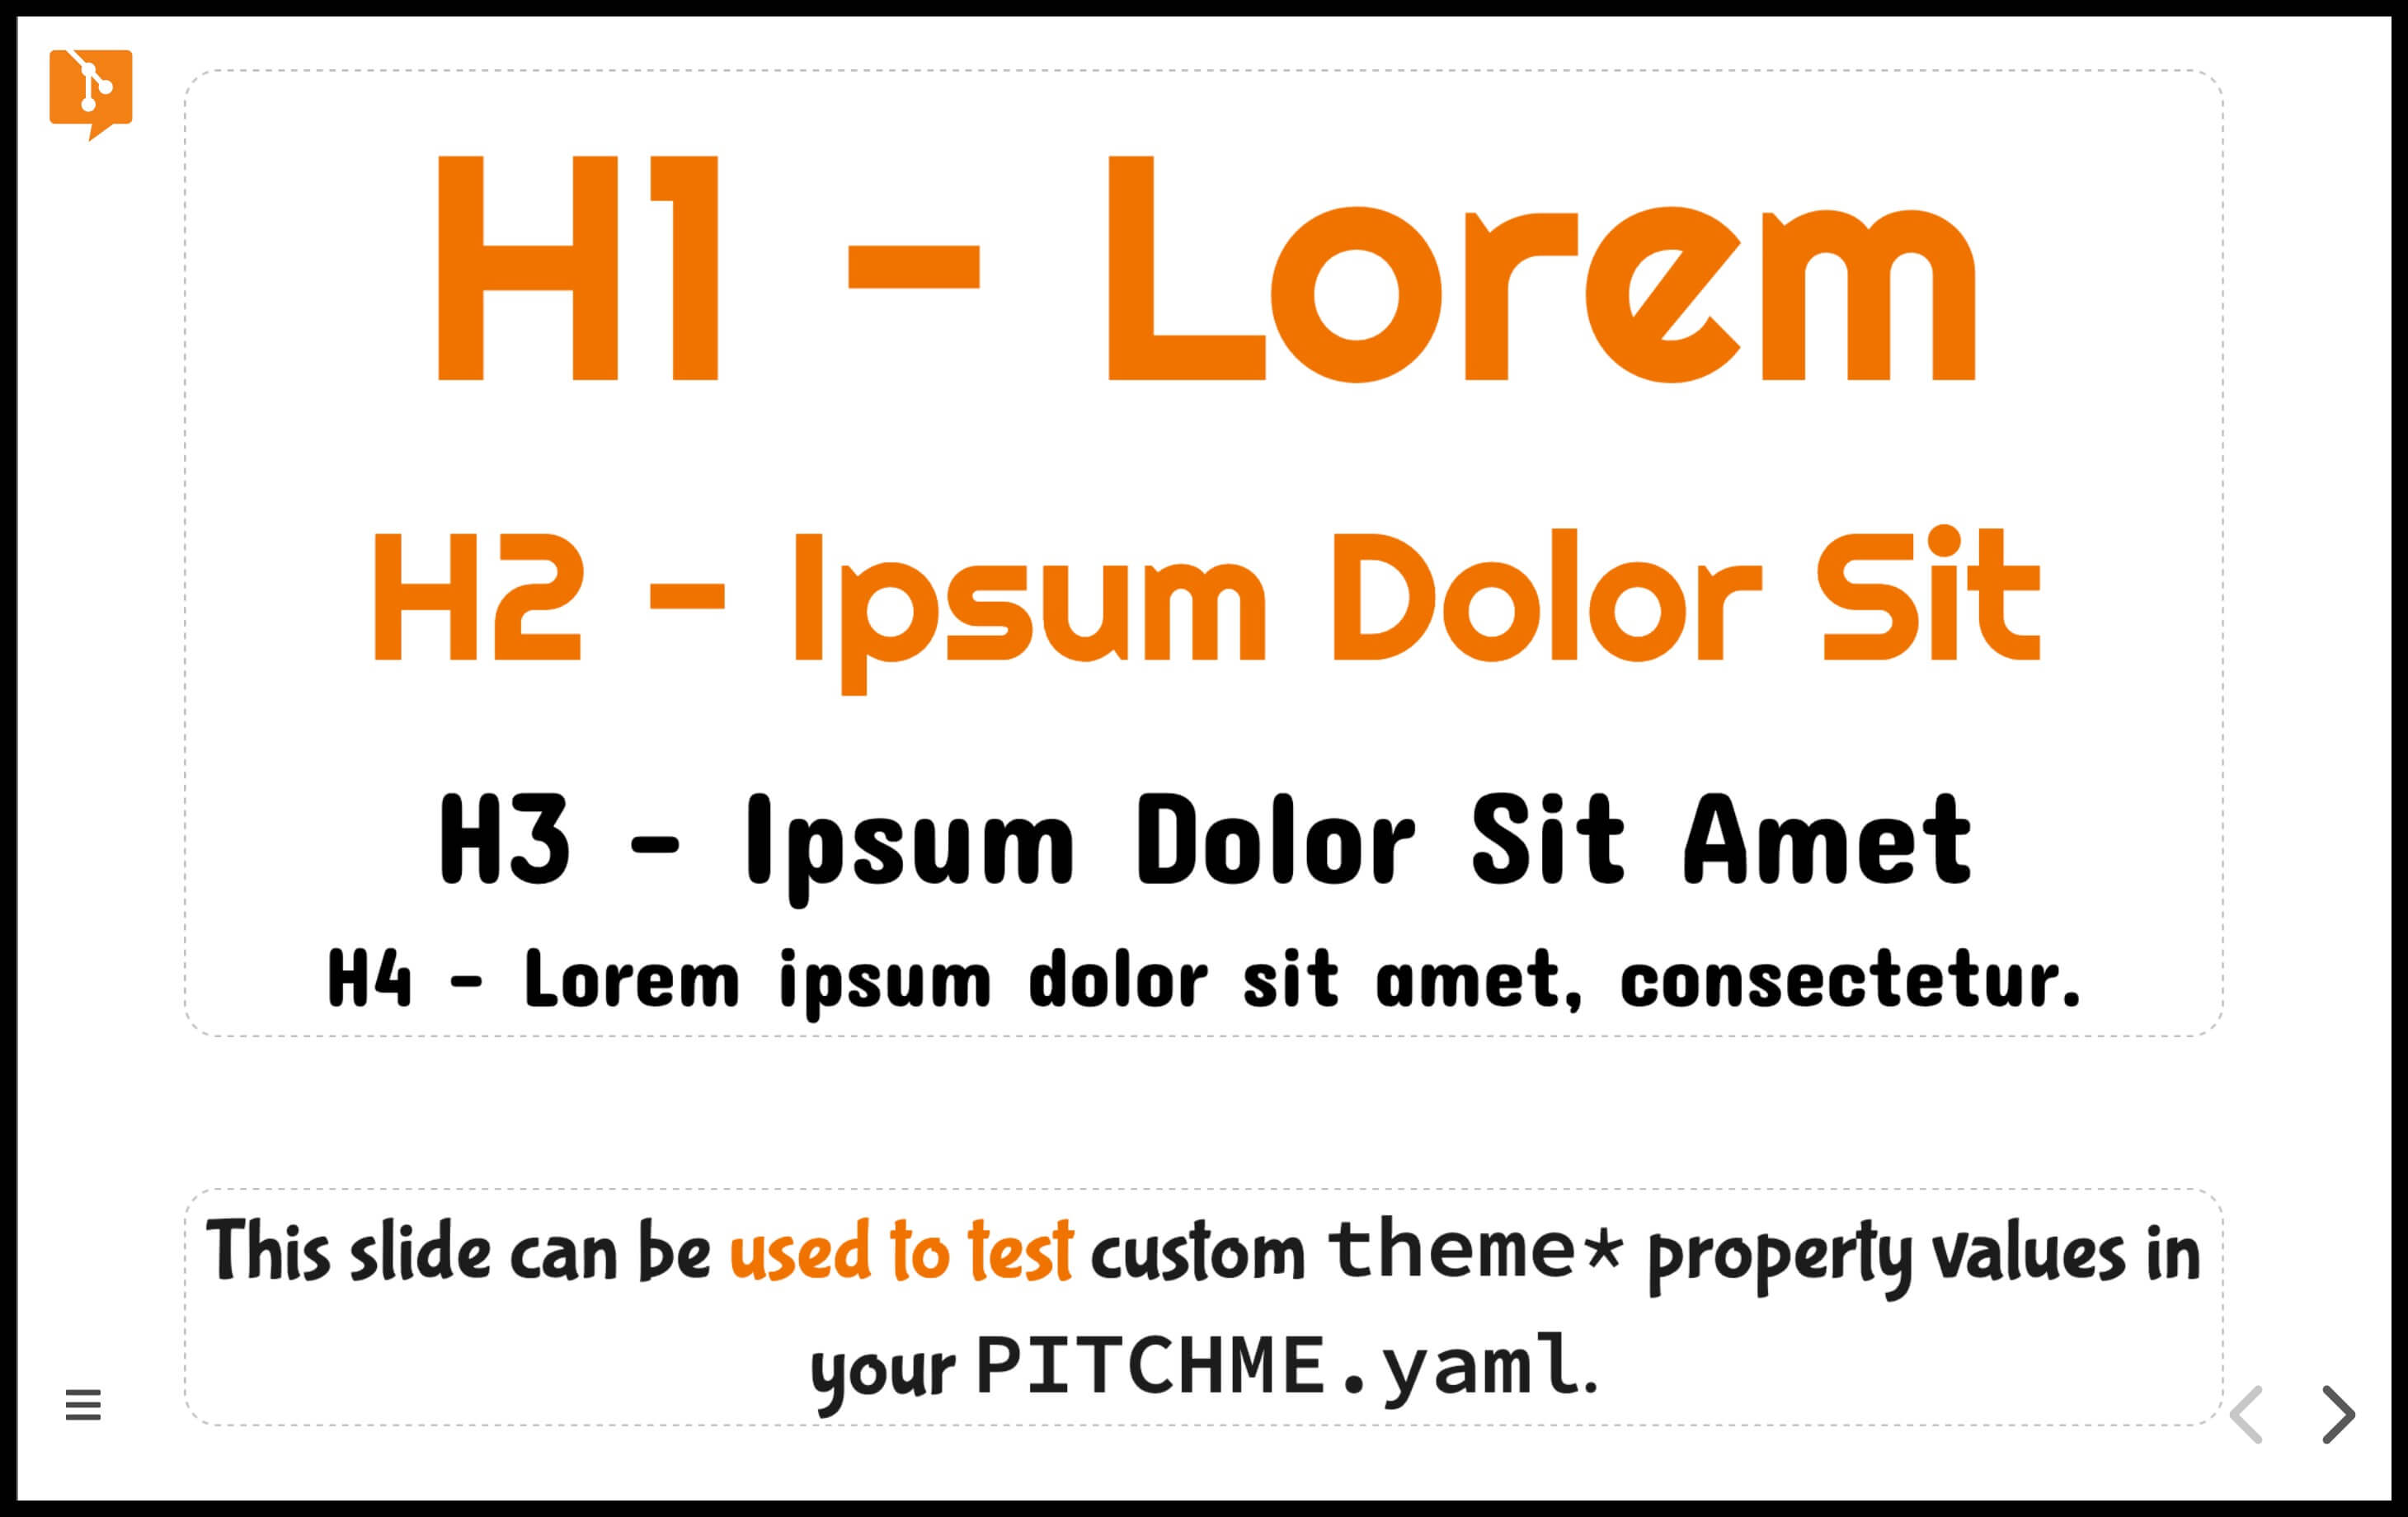 H1 - Lorem
H2 - Ipsum Dolor Sit
H3 - Ipsum Dolor Sit Amet
H4 - Lorem ipsum dolor sit amet, consectetur.
This slide can be used to test custom theme* property values in
your PITCHME.yaml.